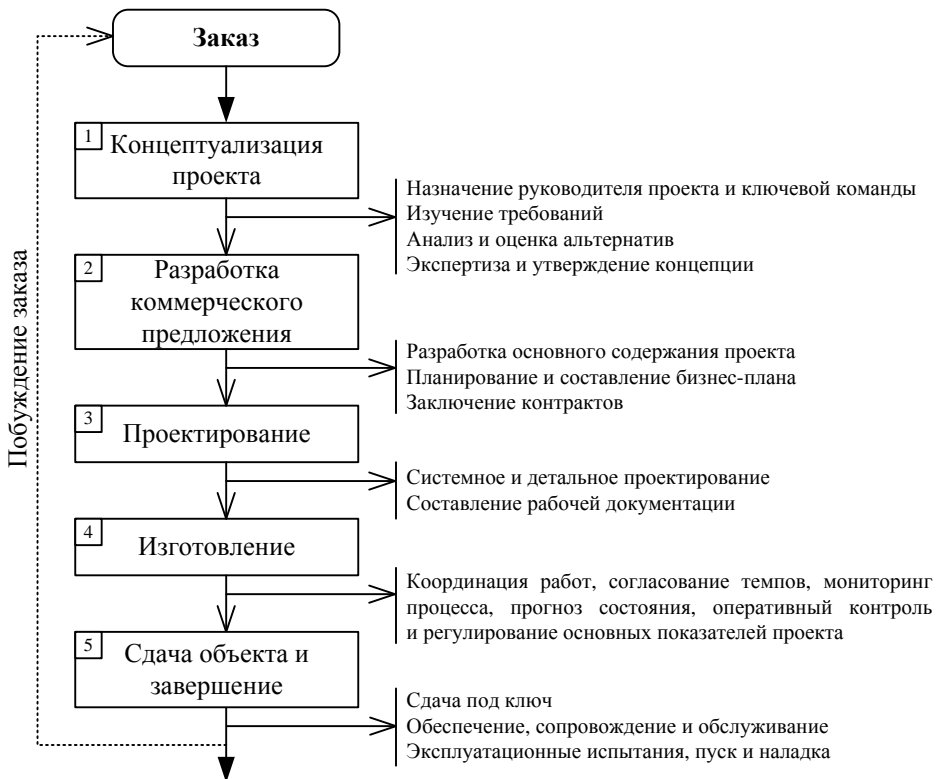 Заказ
1
Концептуализация
проекта
Назначение руководителя проекта и ключевой команды
Изучение требований
Анализ и оценка альтернатив
Экспертиза и утверждение концепции
2
Разработка
коммерческого
предложения
Разработка основного содержания проекта
Планирование и составление бизнес-плана
Заключение контрактов
3
Проектирование
Системное и детальное проектирование
Составление рабочей документации
4
Изготовление
Координация работ, согласование темпов, мониторинг
процесса, прогноз состояния, оперативный контроль
и регулирование основных показателей проекта
5
Сдача объекта и
завершение
Сдача под ключ
Обеспечение, сопровождение и обслуживание
Эксплуатационные испытания, пуск и наладка
Побуждение заказа